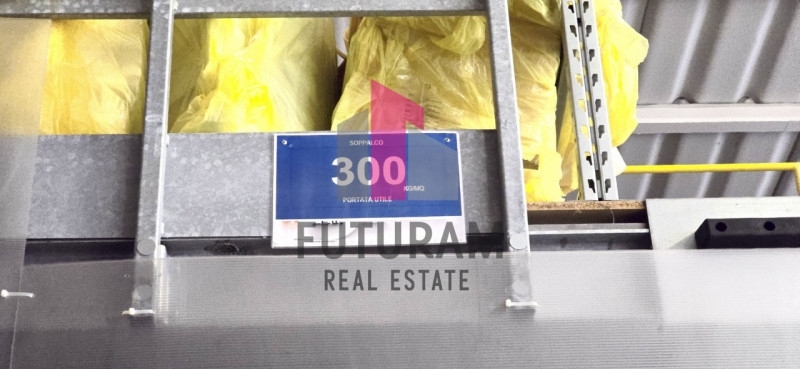 SOPPALCO
300
KG/MQ
PORTATA UTILE
FUTURAM
REAL ESTATE